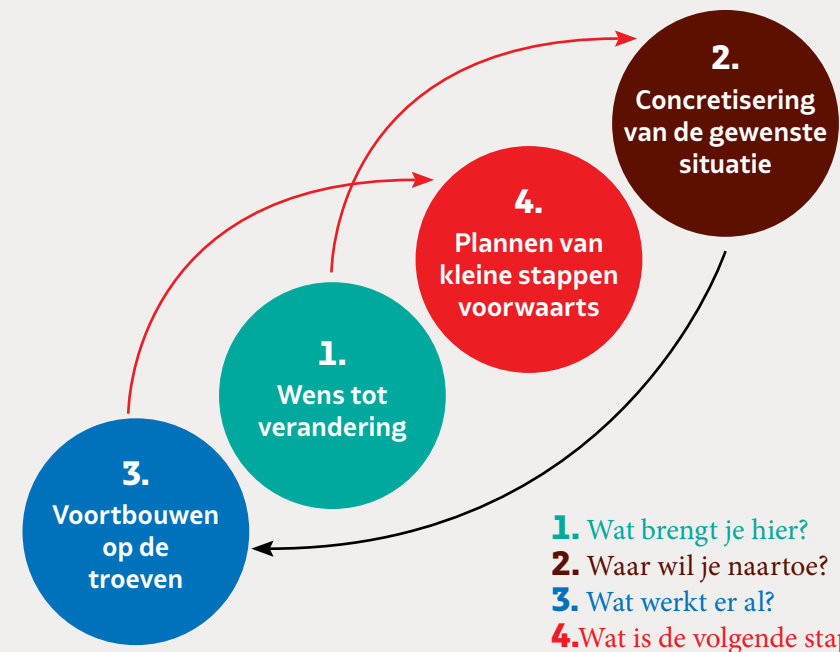 2.
Concretisering
van de gewenste
situatie
4.
Plannen van
kleine stappen
voorwaarts
1.
Wens tot
verandering
3.
Voortbouwen
op de
troeven
1. Wat brengt je hier?
2. Waar wil je naartoe?
3. Wat werkt er al?
4.Wat is de volgende